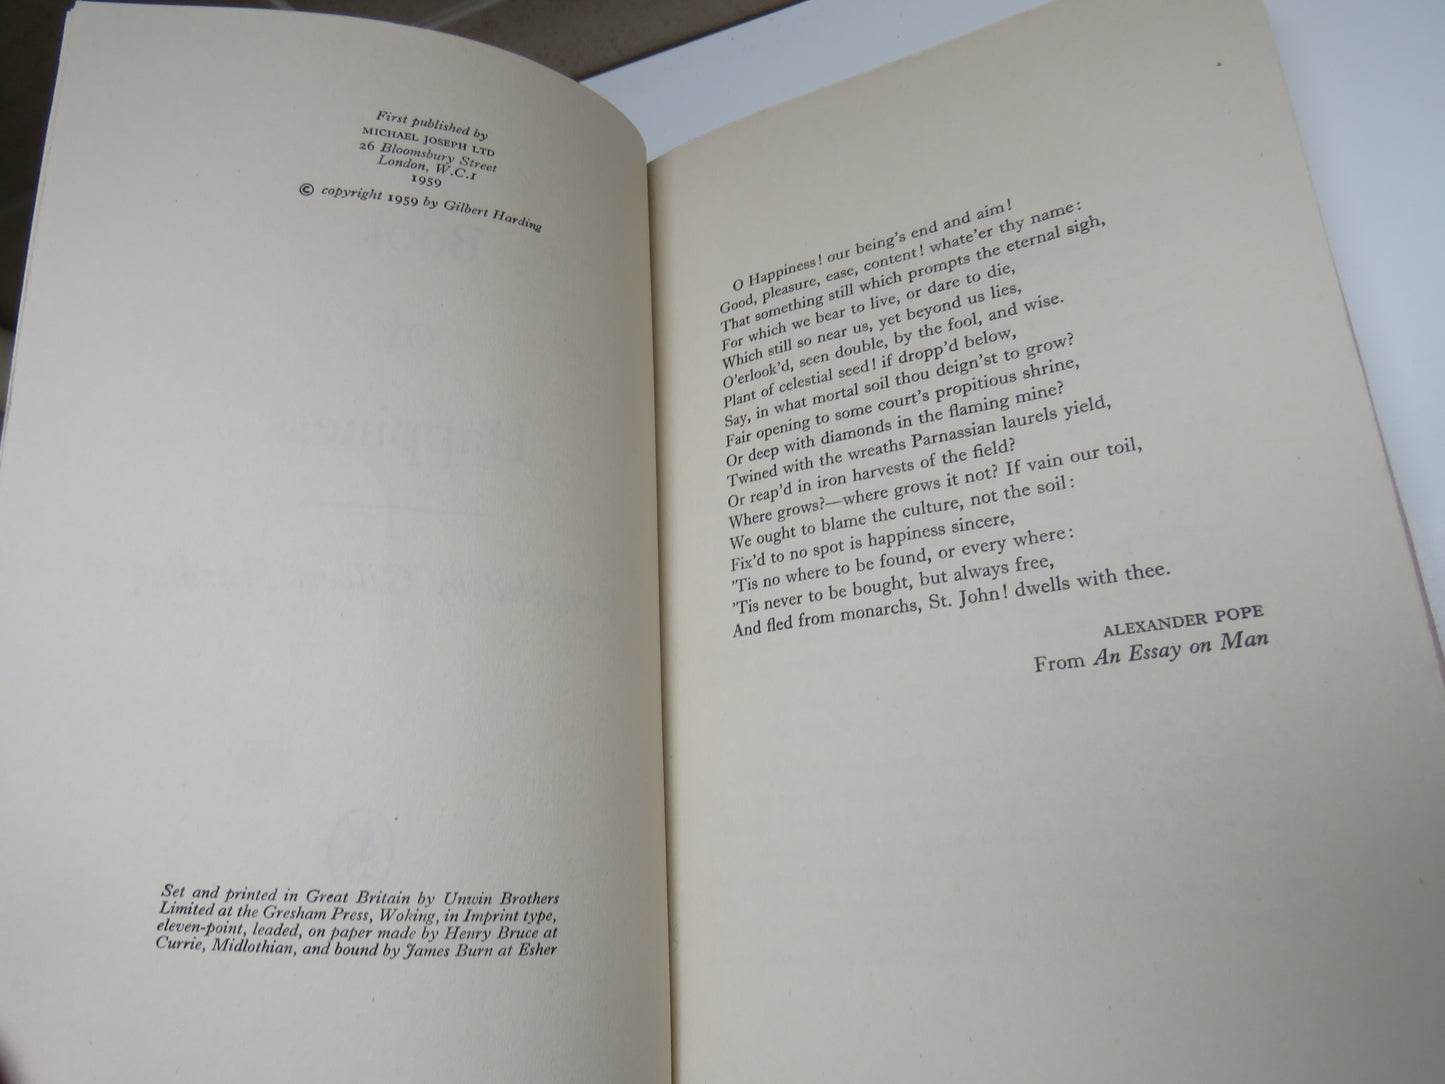 First published by
MICHAEL JOSEPH LTD
26 Bloomsbury Street
London, W.C.1
1959
© copyright 1959 by Gilbert Harding
Set and printed in Great Britain by Unwin Brothers
Limited at the Gresham Press, Woking, in Imprint type,
eleven-point, leaded, on paper made by Henry Bruce at
Currie, Midlothian, and bound by James Burn at Esher
O Happiness! our being's end and aim!
Good, pleasure, ease, content! whate'er thy name:
That something still which prompts the eternal sigh,
For which we bear to live, or dare to die,
Which still so near us, yet beyond us lies,
O'erlook'd, seen double, by the fool, and wise.
Plant of celestial seed! if dropp'd below,
Say, in what mortal soil thou deign'st to grow?
Fair opening to some court's propitious shrine,
Or deep with diamonds in the flaming mine?
Twined with the wreaths Parnassian laurels yield,
Or reap'd in iron harvests of the field?
Where grows?—where grows it not? If vain our toil,
We ought to blame the culture, not the soil:
Fix'd to no spot is happiness sincere,
'Tis no where to be found, or every where:
'Tis never to be bought, but always free,
And fled from monarchs, St. John! dwells with thee.
ALEXANDER POPE
From An Essay on Man